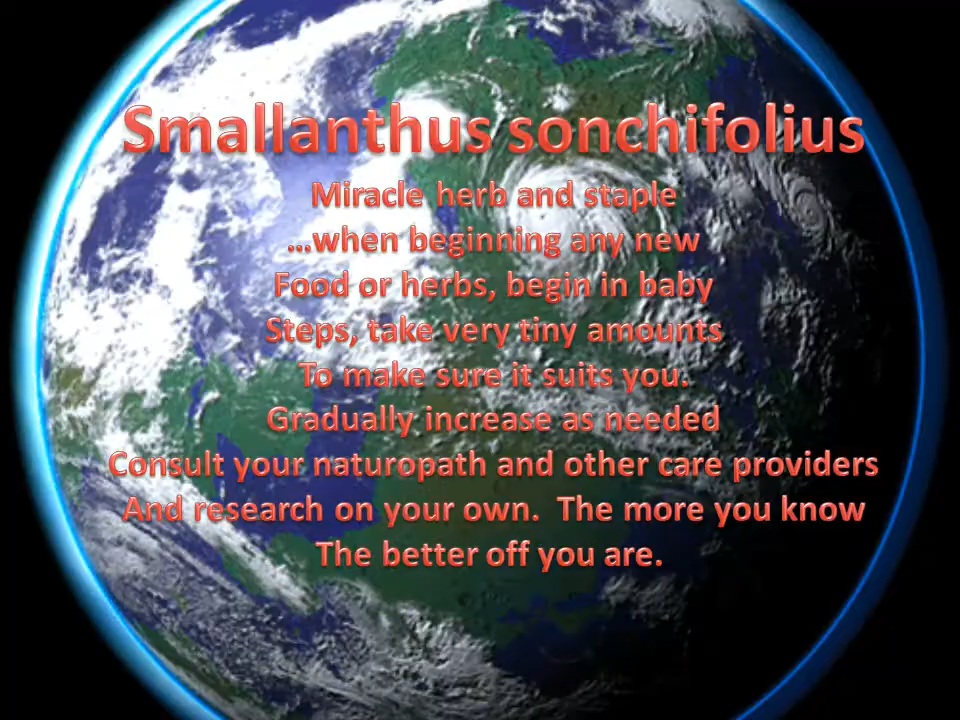 Smallanthus sonchifolius
Miracle herb and staple
...when beginning any new
Food or herbs, begin in baby
Steps, take very tiny amounts
To make sure it suits you.
Gradually increase as needed
Consult your naturopath and other care providers
And research on your own.  The more you know
The better off you are.